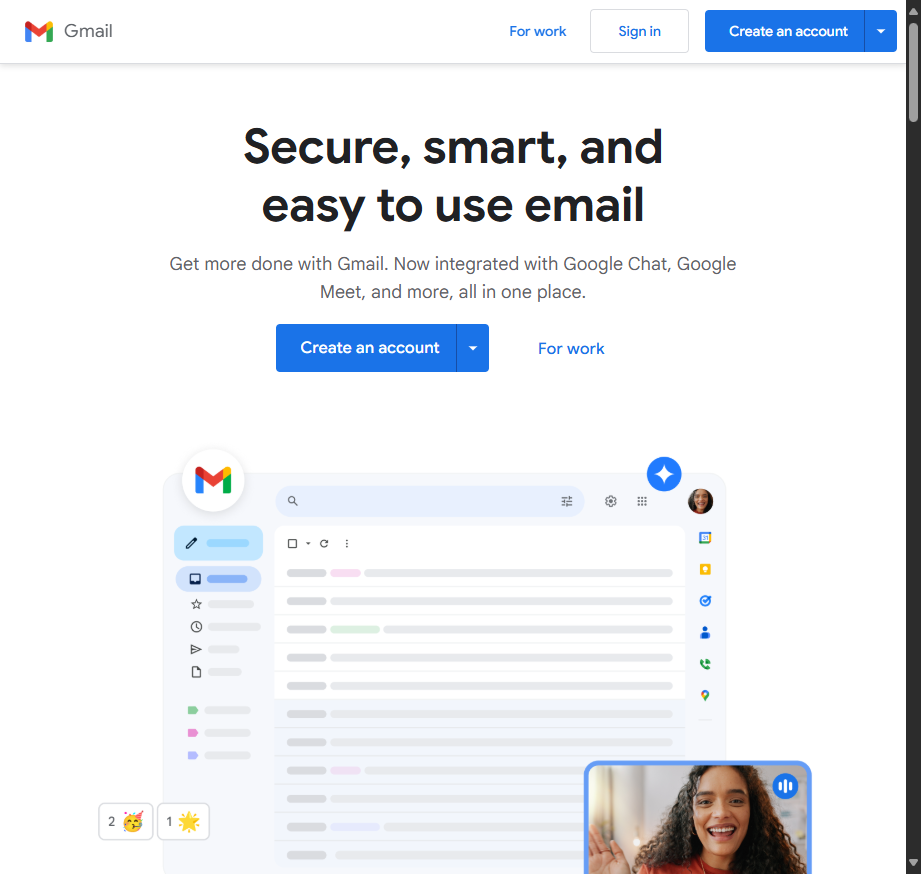 Gmail
For work
Sign in
Create an account
Secure, smart, and
easy to use email
Get more done with Gmail. Now integrated with Google Chat, Google
Meet, and more, all in one place.
Create an account
For work
31
2
1